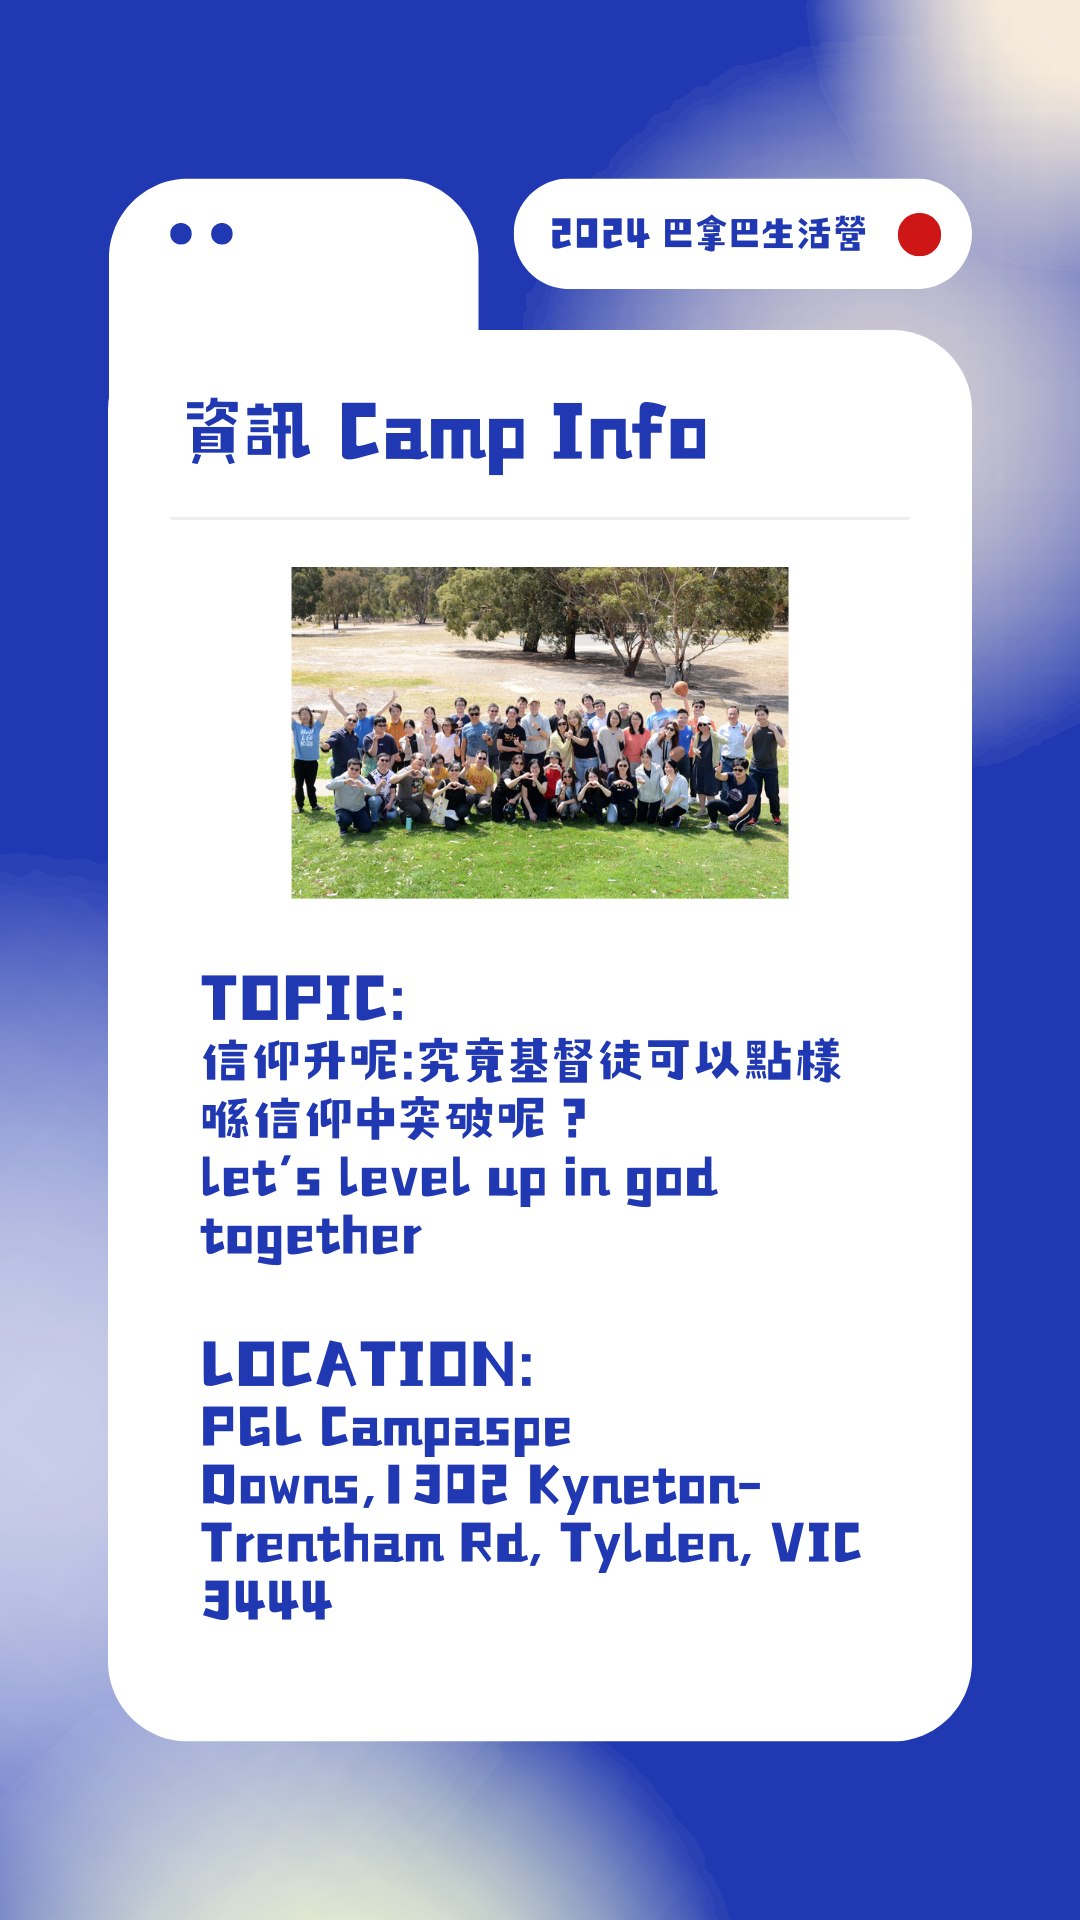 2024 巴拿巴生活營
資訊 Camp Info
TOPIC:
信仰升呢:究竟基督徒可以點樣
喺信仰中突破呢？
let's level up in god
together
LOCATION:
PGL Campaspe
Downs,1302 Kyneton-
Trentham Rd, Tylden, VIC
3444